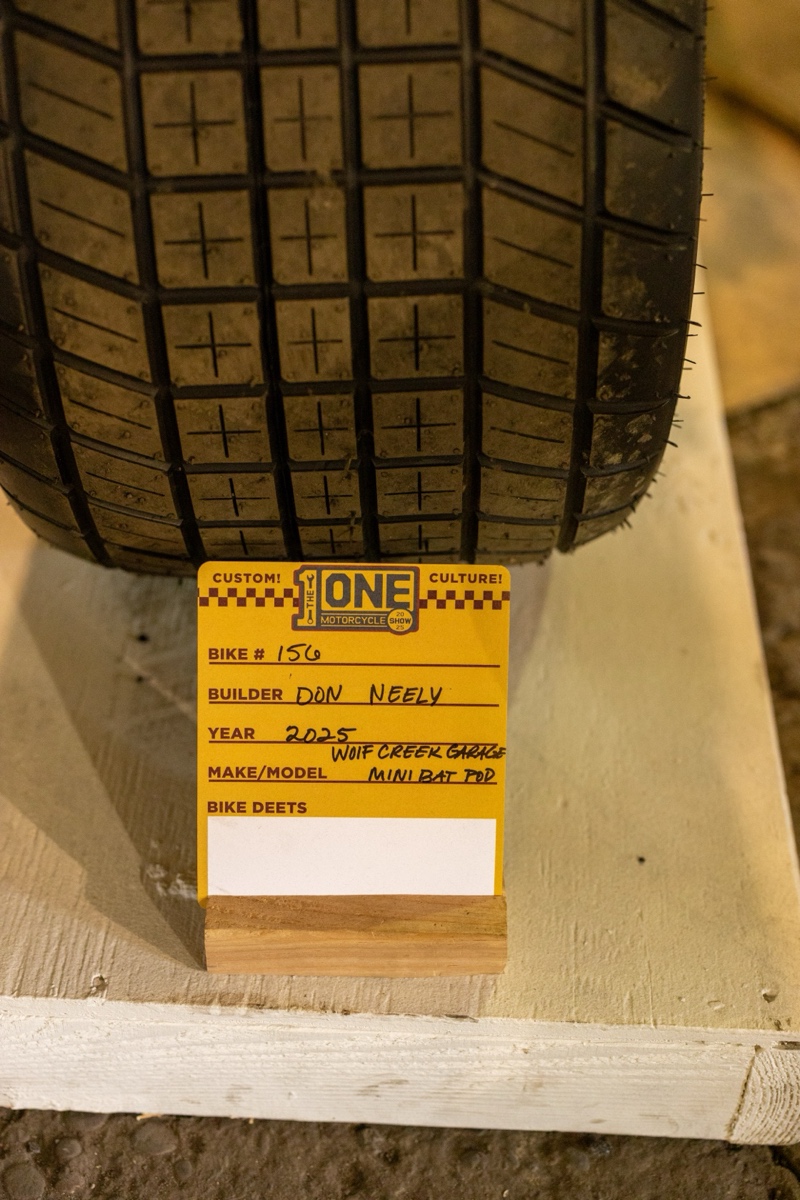 CUSTOM! THE 1 ONE CULTURE!
MOTORCYCLE 20 SHOW 25
BIKE # 156
BUILDER DON NEELY
YEAR 2025
WOLF CREEK GARAGE
MAKE/MODEL MINI BAT POD
BIKE DEETS